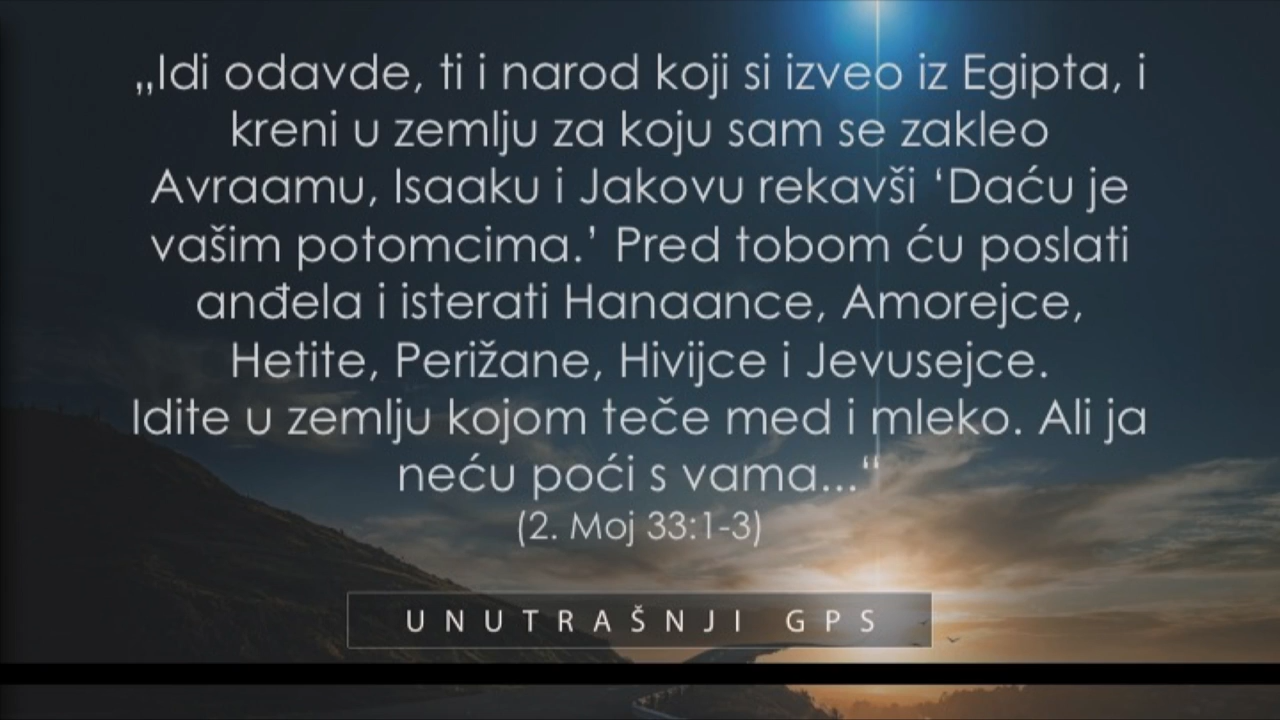 „Idi odavde, ti i narod koji si izveo iz Egipta, i
kreni u zemlju za koju sam se zakleo
Avraamu, Isaaku i Jakovu rekavši ‘Daću je
vašim potomcima.’ Pred tobom ću poslati
anđela i isterati Hanaance, Amorejce,
Hetite, Perižane, Hivijce i Jevusejce.
Idite u zemlju kojom teče med i mleko. Ali ja
neću poći s vama...“
(2. Moj 33:1-3)
UNUTRAŠNJI GPS